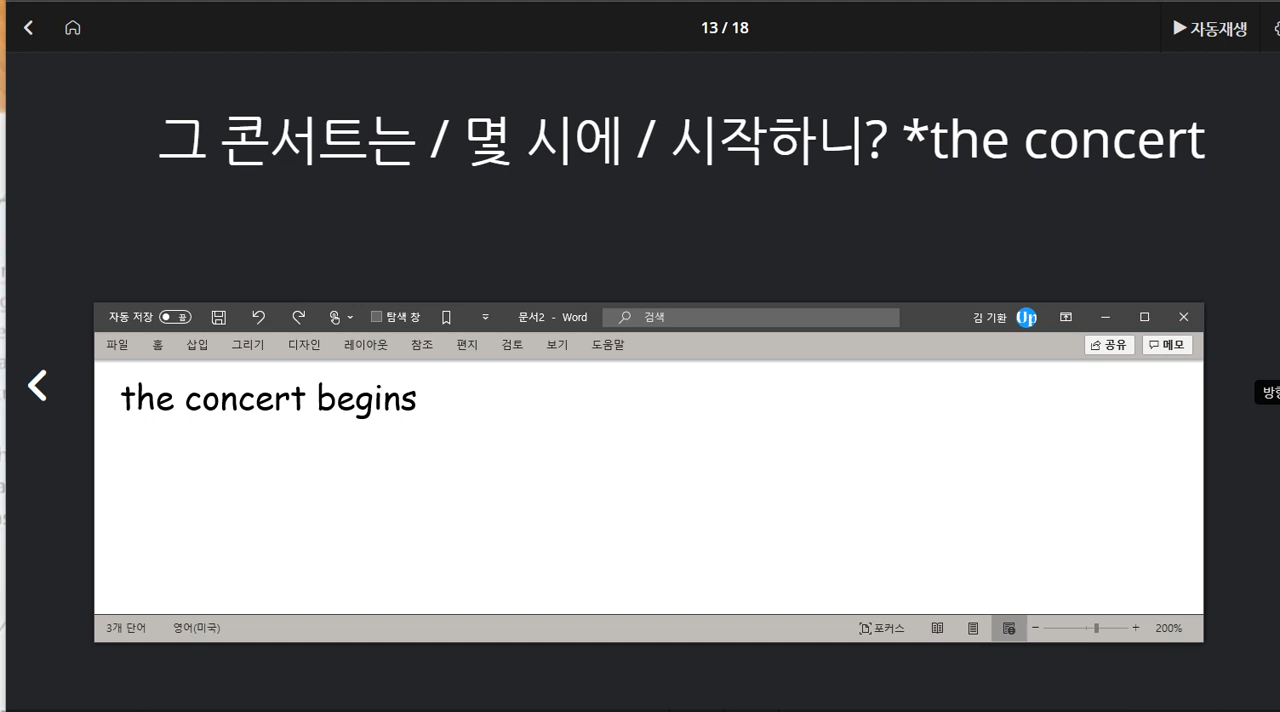 13 / 18
▶ 자동재생
그 콘서트는 / 몇 시에 / 시작하니? *the concert
자동 저장 끔 탐색 창 문서2 - Word 검색 김 기환 Up
파일 홈 삽입 그리기 디자인 레이아웃 참조 편지 검토 보기 도움말 공유 메모
the concert begins
3개 단어 영어(미국) 포커스 200%